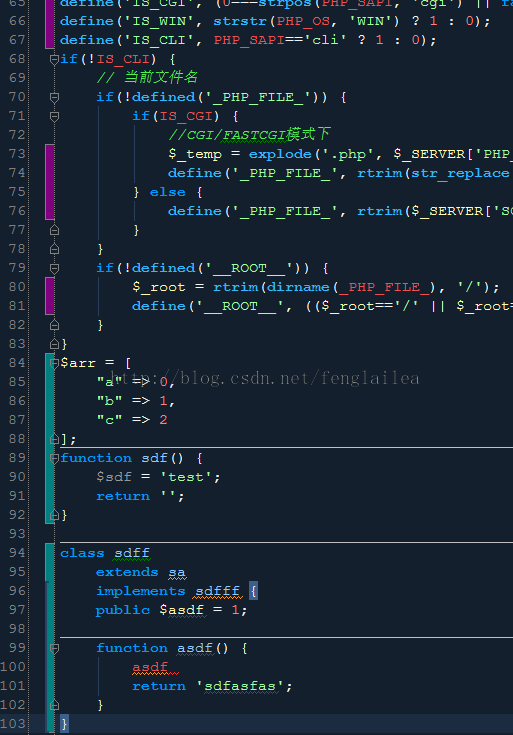 65 define('IS_CGI', (0===strpos(PHP_SAPI, 'cgi') || fa
66 define('IS_WIN', strstr(PHP_OS, 'WIN') ? 1 : 0);
67 define('IS_CLI', PHP_SAPI=='cli' ? 1 : 0);
68 if(!IS_CLI) {
69 // 当前文件名
70 if(!defined('_PHP_FILE_')) {
71 if(IS_CGI) {
72 //CGI/FASTCGI模式下
73 $_temp = explode('.php', $_SERVER['PHP_
74 define('_PHP_FILE_', rtrim(str_replace
75 } else {
76 define('_PHP_FILE_', rtrim($_SERVER['SC
77 }
78 }
79 if(!defined('__ROOT__')) {
80 $_root = rtrim(dirname(_PHP_FILE_), '/');
81 define('__ROOT__', (($_root=='/' || $_root=
82 }
83 }
84 $arr = [
85 "a" => 0,
http://blog.csdn.net/fenglailea
86 "b" => 1,
87 "c" => 2
88 ];
89 function sdf() {
90 $sdf = 'test';
91 return '';
92 }
93
94 class sdff
95 extends sa
96 implements sdfff {
97 public $asdf = 1;
98
99 function asdf() {
100 asdf
101 return 'sdfasfas';
102 }
103 }